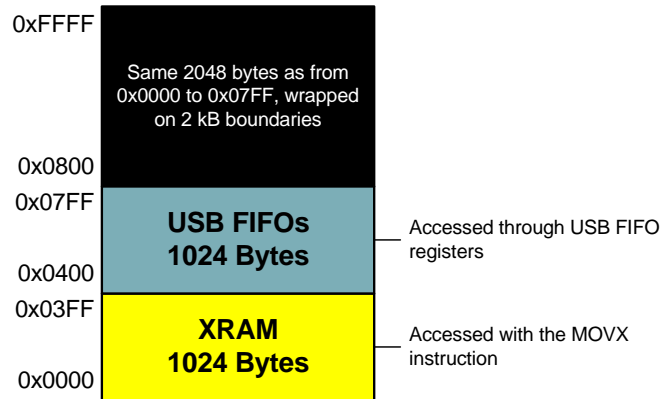 0xFFFF
Same 2048 bytes as from
0x0000 to 0x07FF, wrapped
on 2 kB boundaries
0x0800
0x07FF
USB FIFOs
1024 Bytes
Accessed through USB FIFO
registers
0x0400
0x03FF
XRAM
1024 Bytes
Accessed with the MOVX
instruction
0x0000